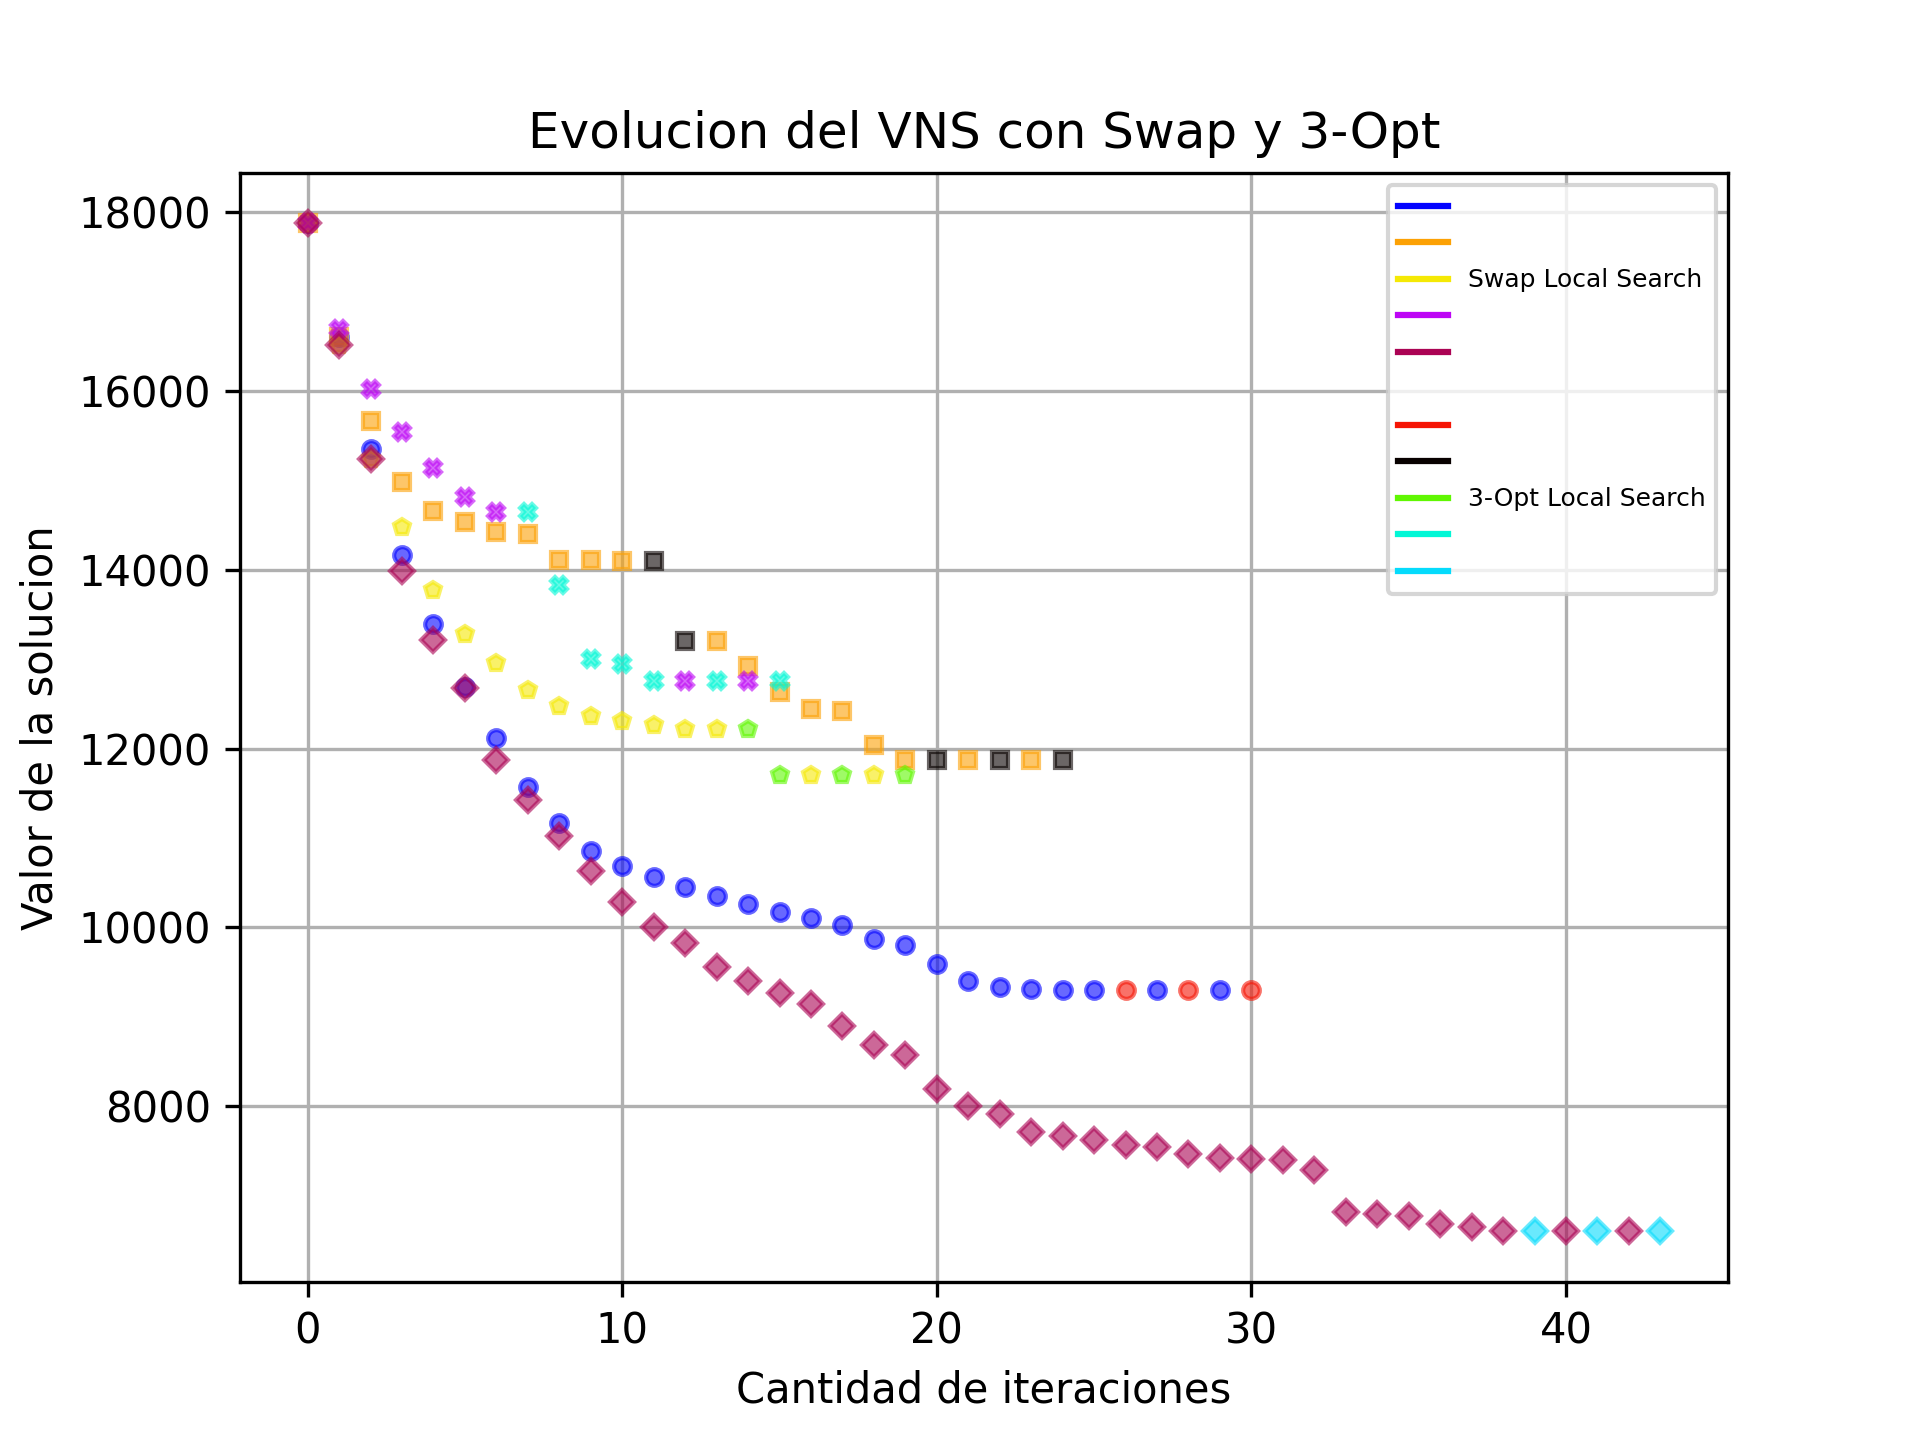 Evolucion del VNS con Swap y 3-Opt
18000
16000
14000
12000
10000
8000
Valor de la solucion
Swap Local Search
3-Opt Local Search
0 10 20 30 40
Cantidad de iteraciones